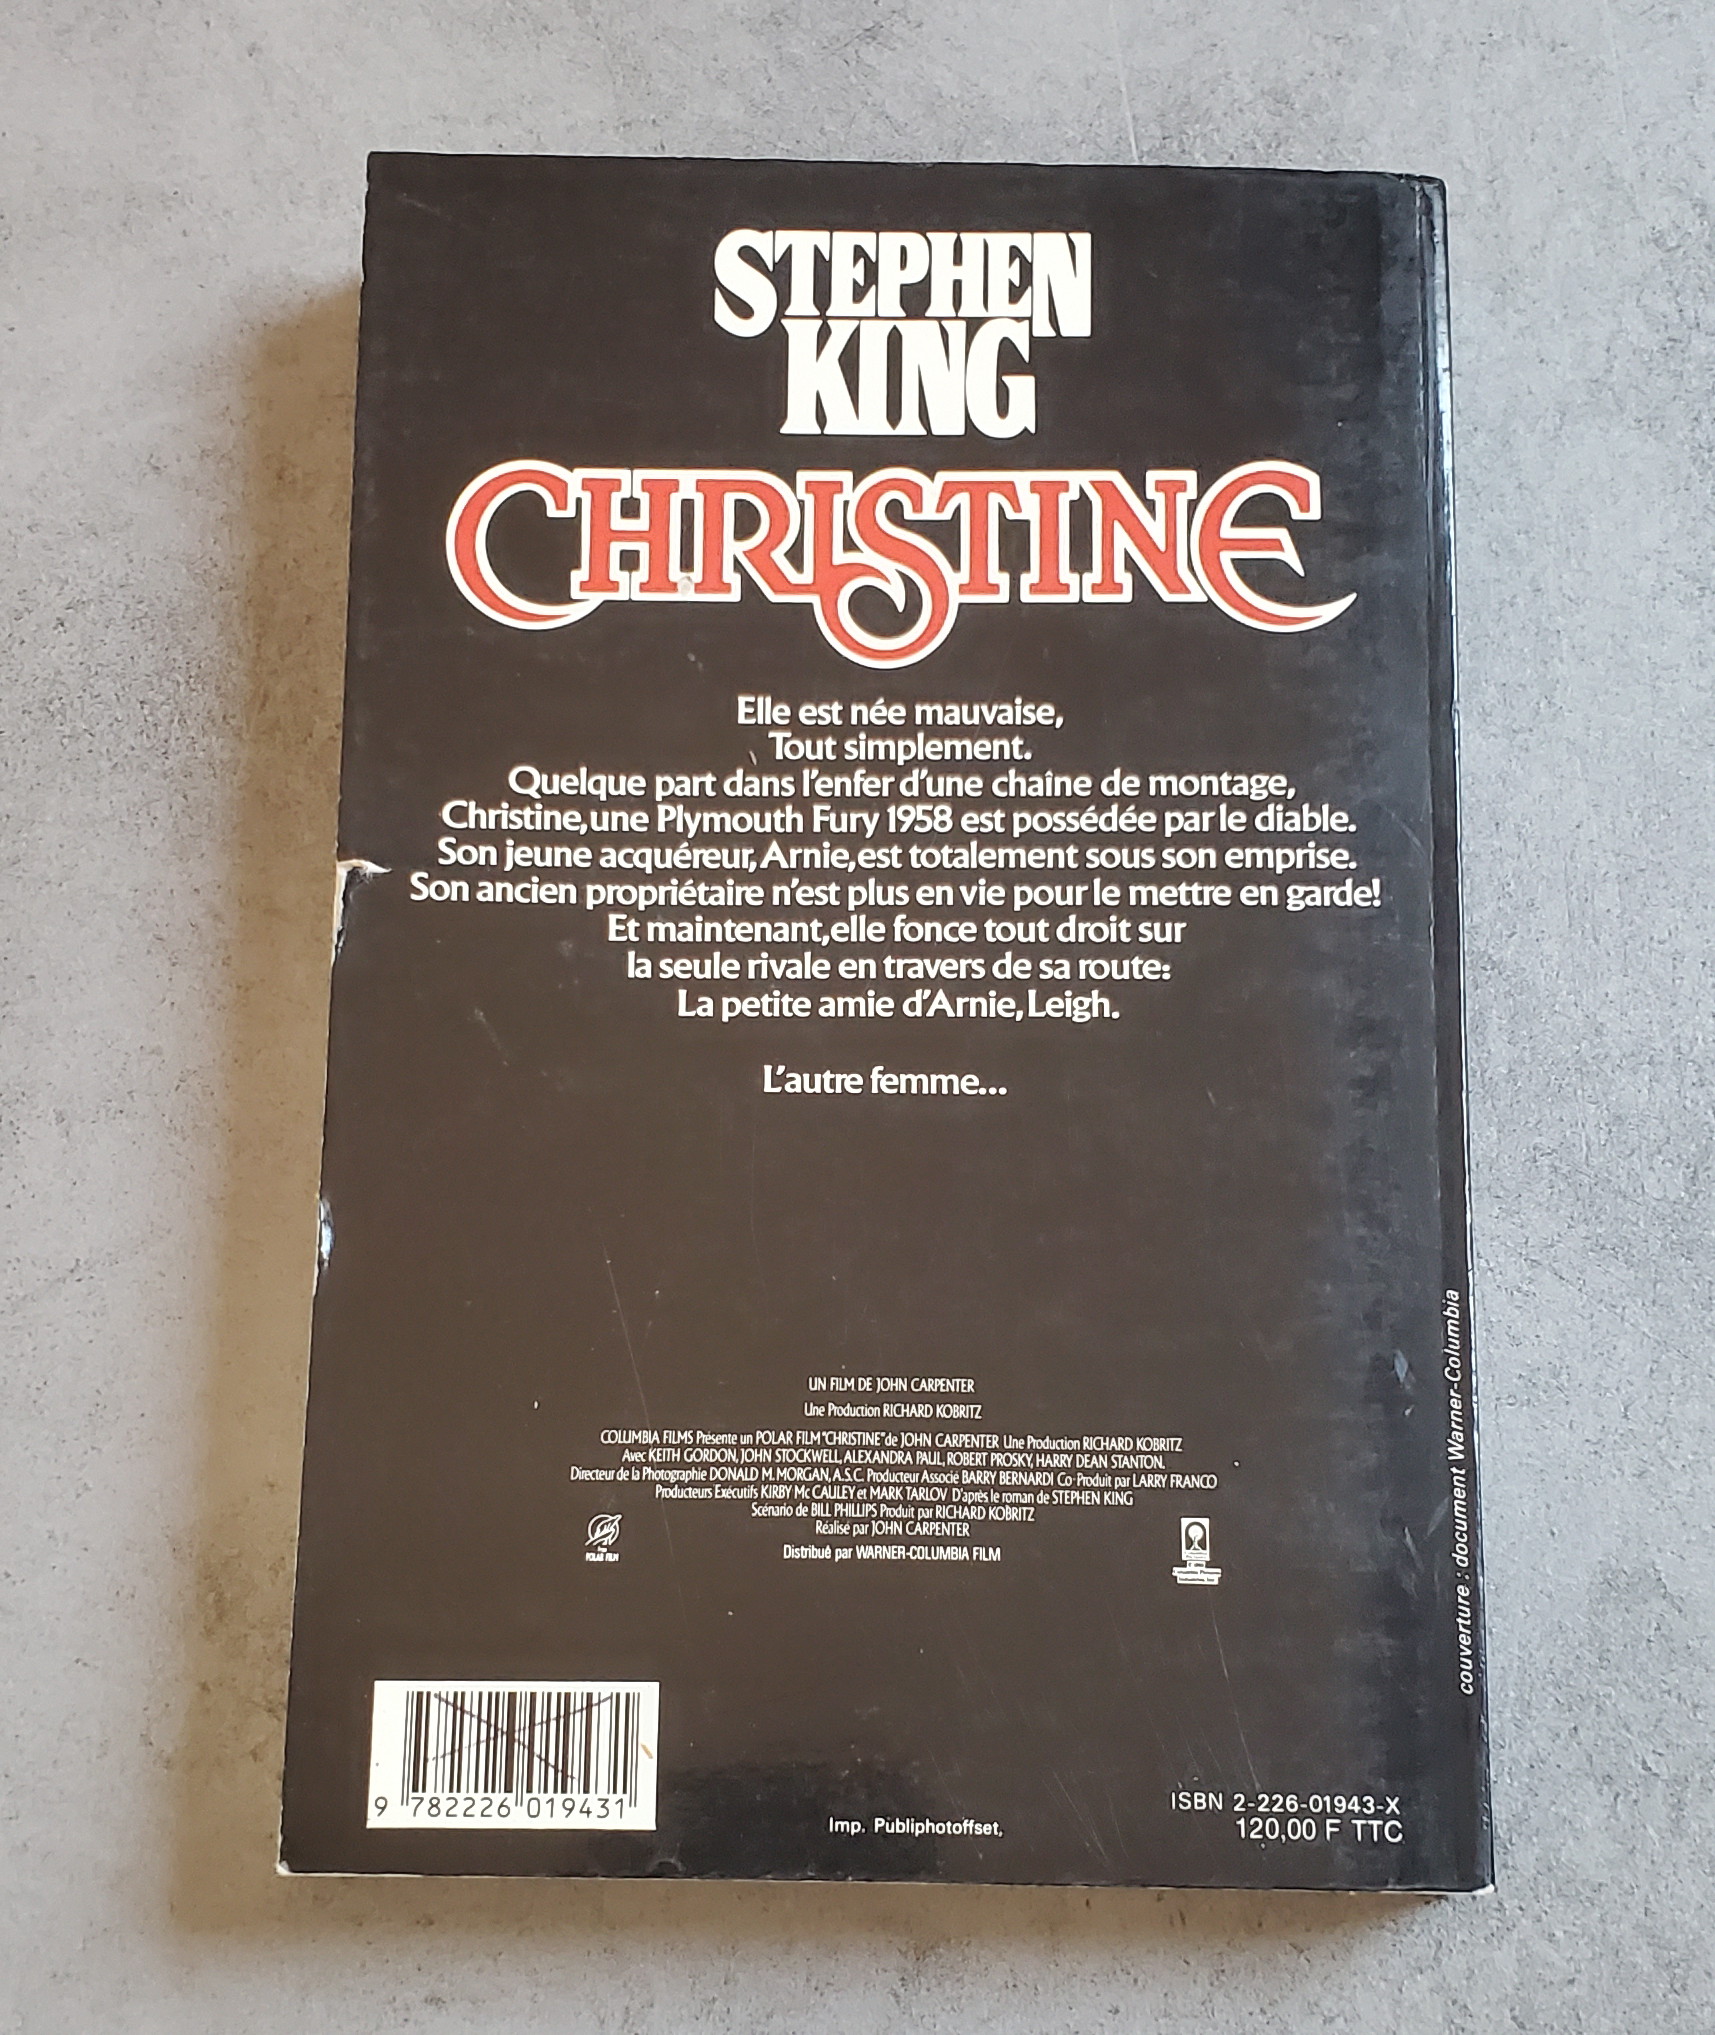 STEPHEN
KING
CHRISTINE
Elle est née mauvaise,
Tout simplement.
Quelque part dans l'enfer d'une chaîne de montage,
Christine, une Plymouth Fury 1958 est possédée par le diable.
Son jeune acquéreur, Arnie, est totalement sous son emprise.
Son ancien propriétaire n'est plus en vie pour le mettre en garde!
Et maintenant, elle fonce tout droit sur
la seule rivale en travers de sa route:
La petite amie d'Arnie, Leigh.
L'autre femme...
UN FILM DE JOHN CARPENTER
Une Production RICHARD KOBRITZ
COLUMBIA FILMS Présente un POLAR FILM "CHRISTINE" de JOHN CARPENTER Une Production RICHARD KOBRITZ
Avec KEITH GORDON, JOHN STOCKWELL, ALEXANDRA PAUL, ROBERT PROSKY, HARRY DEAN STANTON.
Directeur de la Photographie DONALD M. MORGAN, A.S.C. Producteur Associé BARRY BERNARDI Co-Produit par LARRY FRANCO
Producteurs Exécutifs KIRBY Mc CAULEY et MARK TARLOV D'après le roman de STEPHEN KING
Scénario de BILL PHILLIPS Produit par RICHARD KOBRITZ
Réalisé par JOHN CARPENTER
Distribué par WARNER-COLUMBIA FILM
POLAR FILM
couverture : document Warner-Columbia
9 782226 019431
Imp. Publiphotoffset,
ISBN 2-226-01943-X
120,00 F TTC